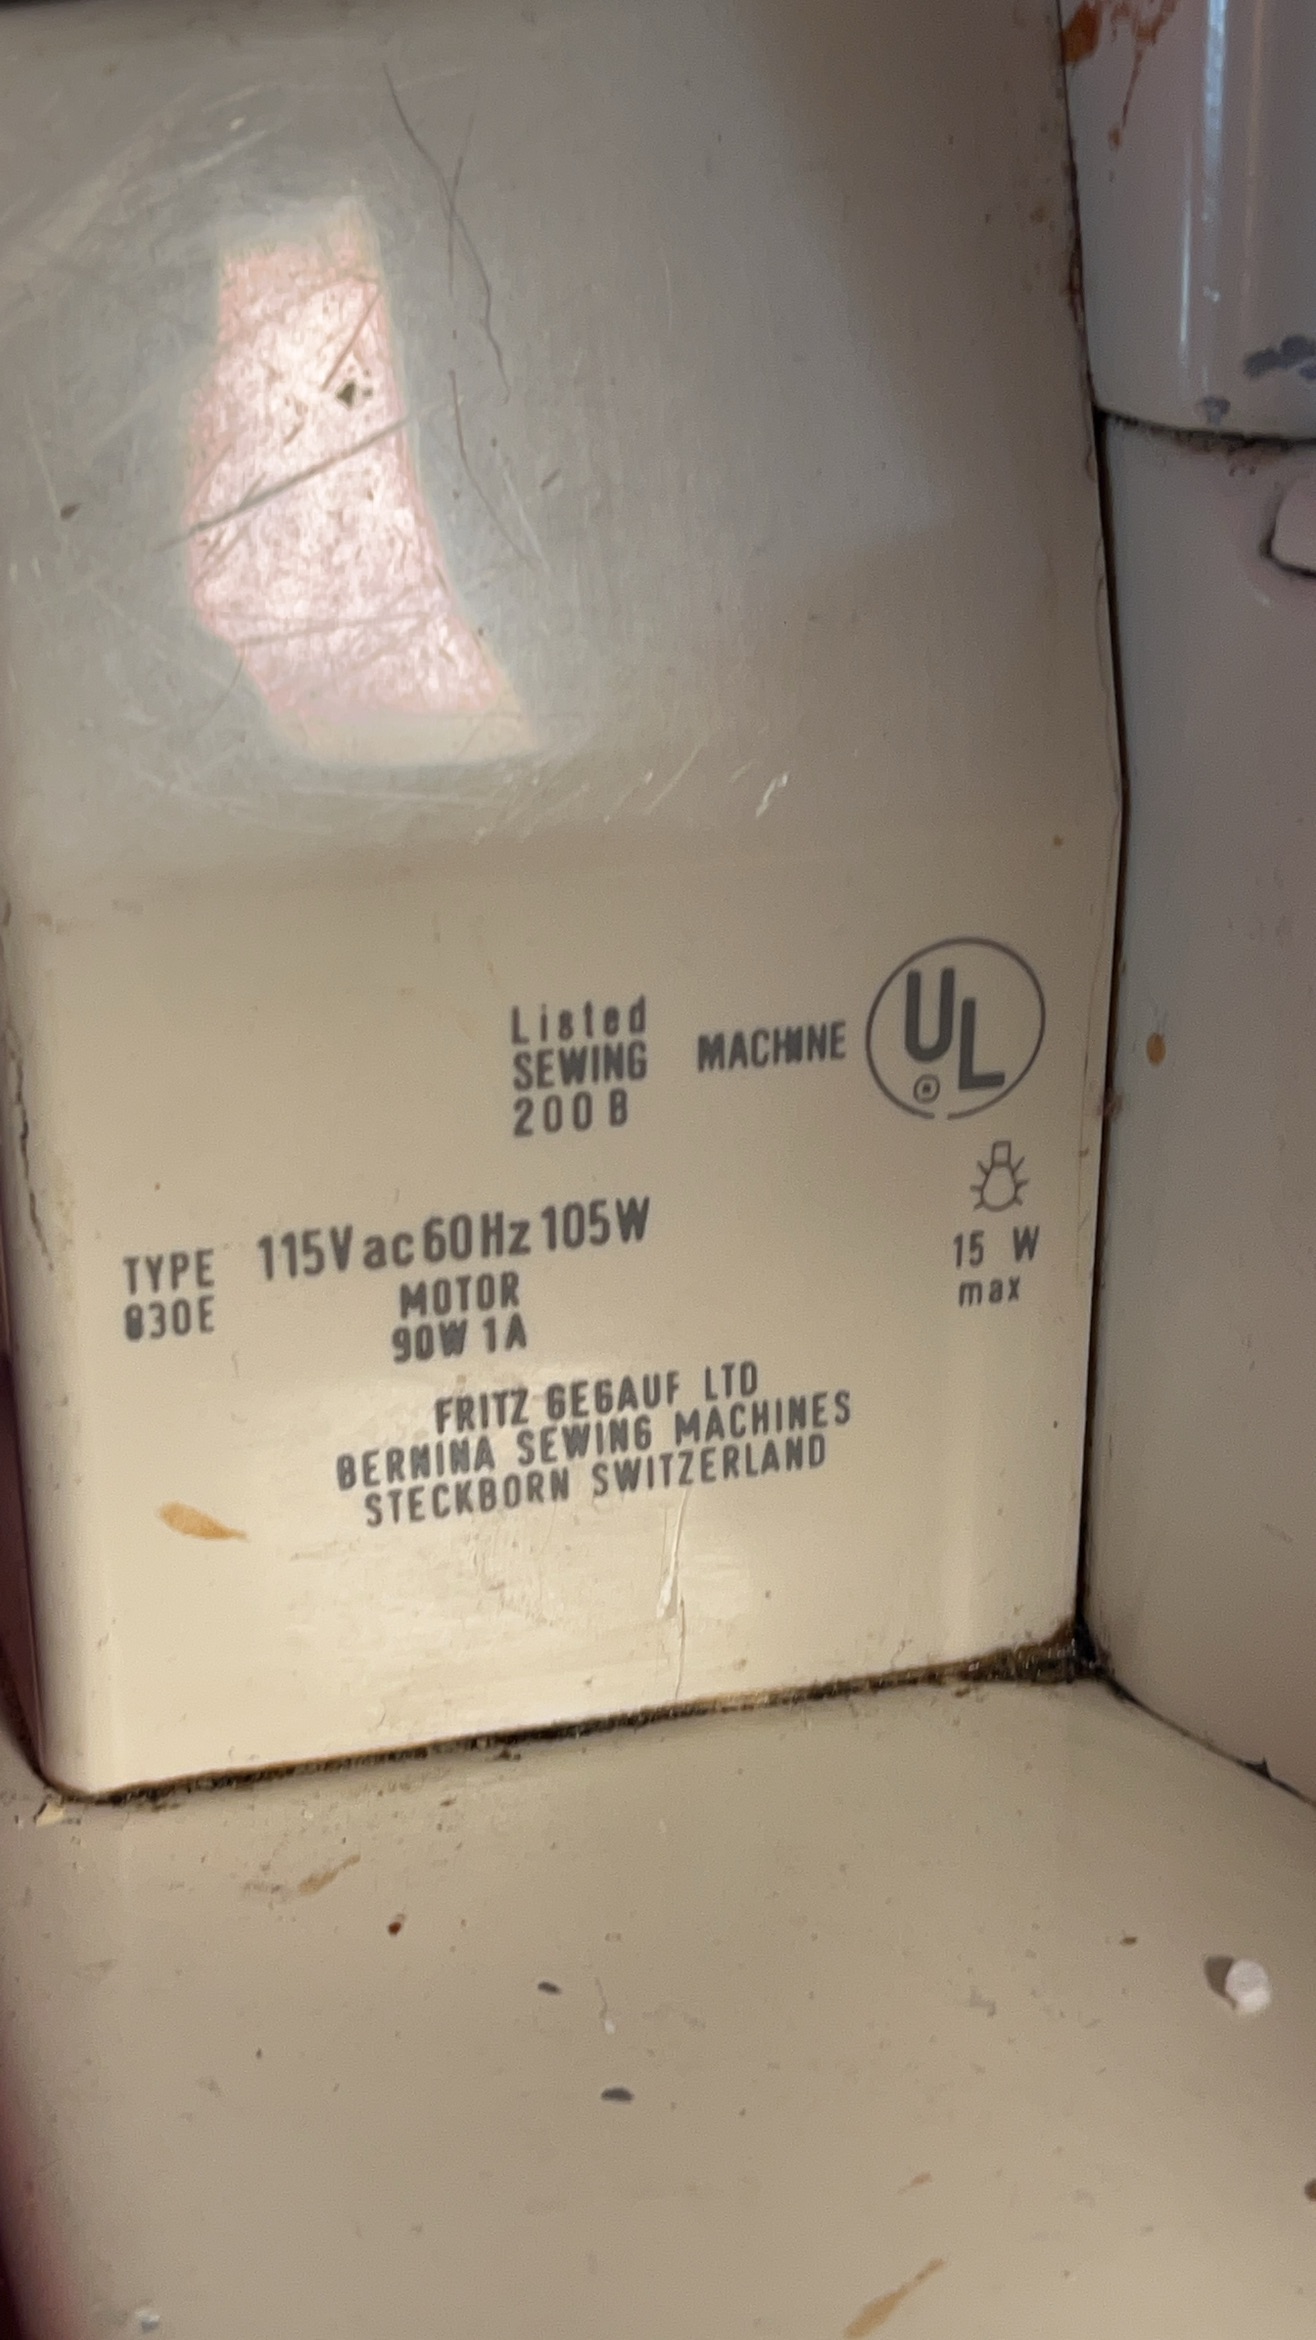 Listed
SEWING MACHINE
200 B
UL
®
TYPE 115V ac 60Hz 105W
830E
MOTOR
90W 1A
15 W
max
FRITZ GEGAUF LTD
BERNINA SEWING MACHINES
STECKBORN SWITZERLAND